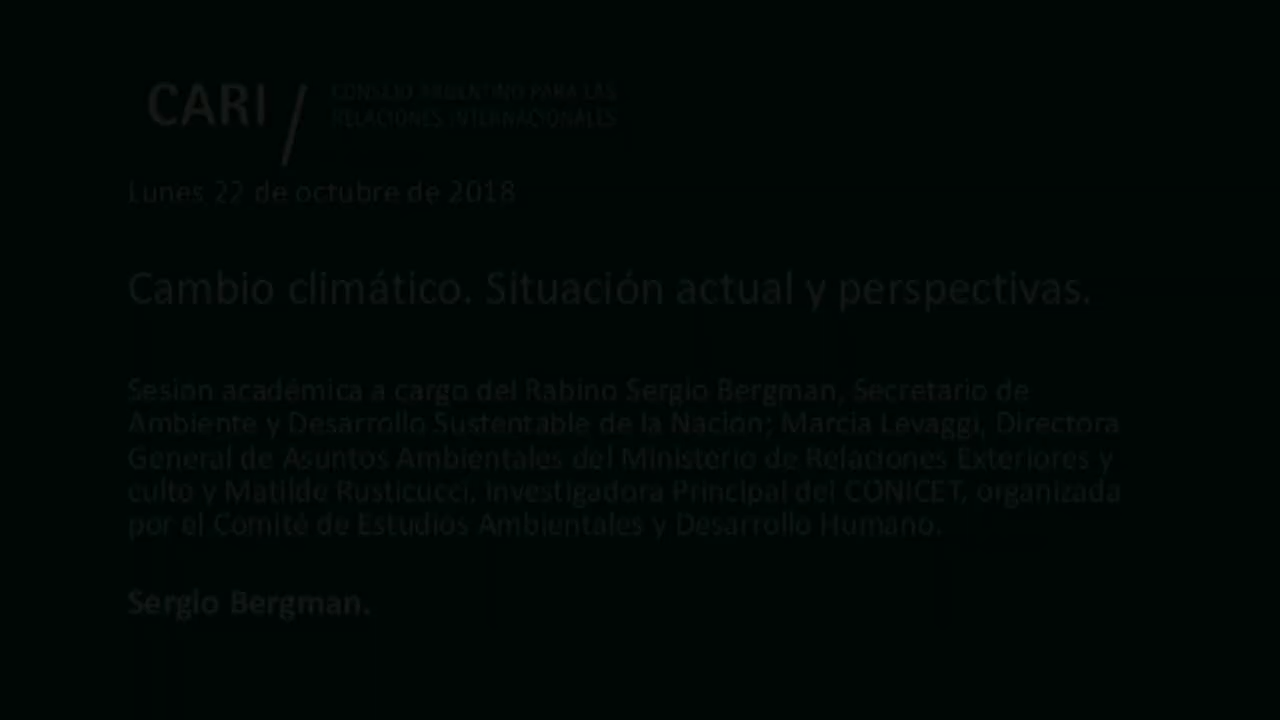 CARI
CONSEJO ARGENTINO PARA LAS
RELACIONES INTERNACIONALES
Lunes 22 de octubre de 2018
Cambio climático. Situación actual y perspectivas.
Sesión académica a cargo del Rabino Sergio Bergman, Secretario de
Ambiente y Desarrollo Sustentable de la Nacion; Marcia Levaggi, Directora
General de Asuntos Ambientales del Ministerio de Relaciones Exteriores y
culto y Matilde Rusticucci, Investigadora Principal del CONICET, organizada
por el Comité de Estudios Ambientales y Desarrollo Humano.
Sergio Bergman.